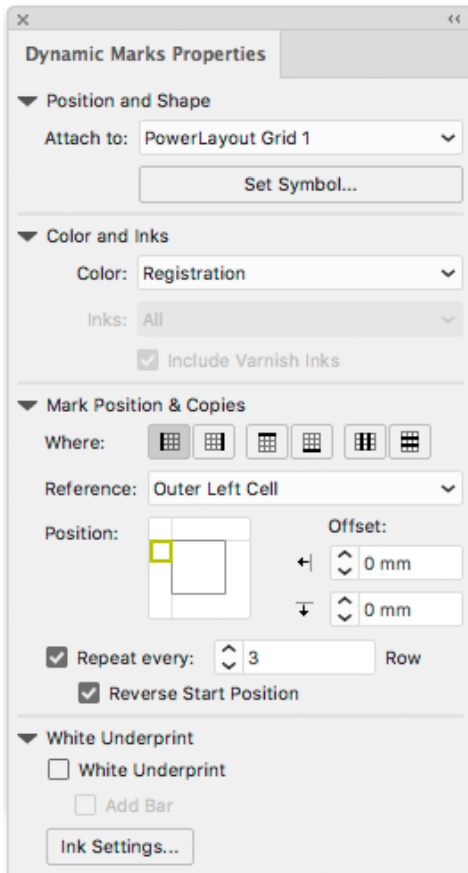 Dynamic Marks Properties
Position and Shape
Attach to: PowerLayout Grid 1
Set Symbol...
Color and Inks
Color: Registration
Inks: All
Include Varnish Inks
Mark Position & Copies
Where:
Reference: Outer Left Cell
Position:
Offset:
0 mm
0 mm
Repeat every: 3 Row
Reverse Start Position
White Underprint
White Underprint
Add Bar
Ink Settings...